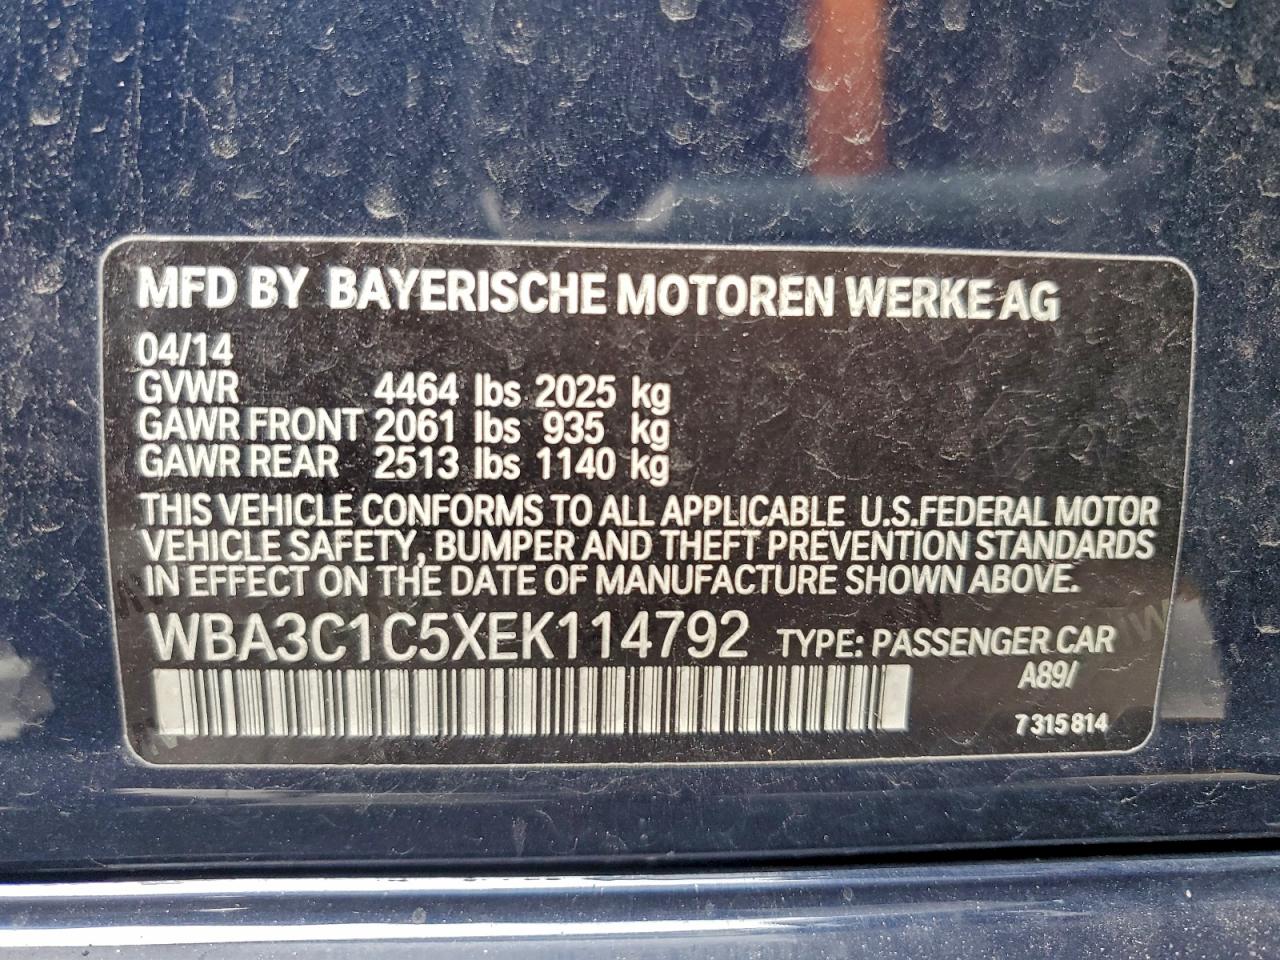 MFD BY BAYERISCHE MOTOREN WERKE AG
04/14
GVWR 4464 lbs 2025 kg
GAWR FRONT 2061 lbs 935 kg
GAWR REAR 2513 lbs 1140 kg
THIS VEHICLE CONFORMS TO ALL APPLICABLE U.S.FEDERAL MOTOR
VEHICLE SAFETY, BUMPER AND THEFT PREVENTION STANDARDS
IN EFFECT ON THE DATE OF MANUFACTURE SHOWN ABOVE.
WBA3C1C5XEK114792 TYPE: PASSENGER CAR
A89/
7 315 814